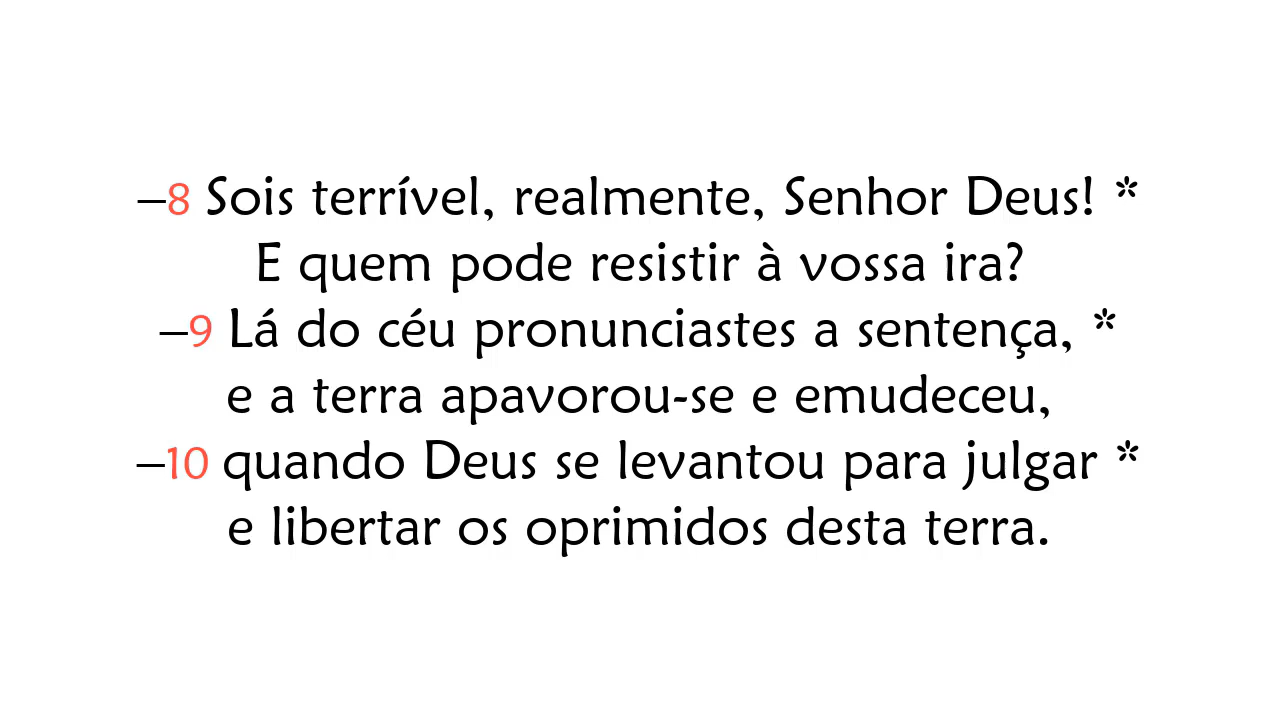 –8 Sois terrível, realmente, Senhor Deus! *
E quem pode resistir à vossa ira?
–9 Lá do céu pronunciastes a sentença, *
e a terra apavorou-se e emudeceu,
–10 quando Deus se levantou para julgar *
e libertar os oprimidos desta terra.